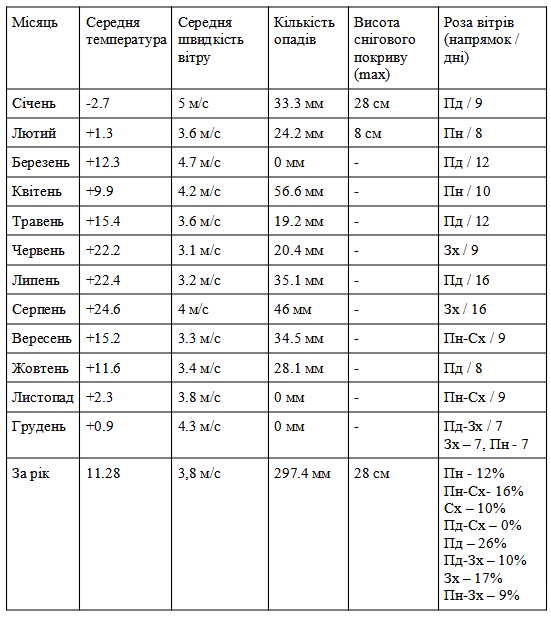 Місяць Середня температура Середня швидкість вітру Кількість опадів Висота снігового покриву (max) Роза вітрів (напрямок / дні)
Січень -2.7 5 м/с 33.3 мм 28 см Пд / 9
Лютий +1.3 3.6 м/с 24.2 мм 8 см Пн / 8
Березень +12.3 4.7 м/с 0 мм - Пд / 12
Квітень +9.9 4.2 м/с 56.6 мм - Пн / 10
Травень +15.4 3.6 м/с 19.2 мм - Пд / 12
Червень +22.2 3.1 м/с 20.4 мм - Зх / 9
Липень +22.4 3.2 м/с 35.1 мм - Пд / 16
Серпень +24.6 4 м/с 46 мм - Зх / 16
Вересень +15.2 3.3 м/с 34.5 мм - Пн-Сх / 9
Жовтень +11.6 3.4 м/с 28.1 мм - Пд / 8
Листопад +2.3 3.8 м/с 0 мм - Пн-Сх / 9
Грудень +0.9 4.3 м/с 0 мм - Пд-Зх / 7
Зх – 7, Пн - 7
За рік 11.28 3,8 м/с 297.4 мм 28 см Пн - 12%
Пн-Сх- 16%
Сх – 10%
Пд-Сх – 0%
Пд – 26%
Пд-Зх – 10%
Зх – 17%
Пн-Зх – 9%